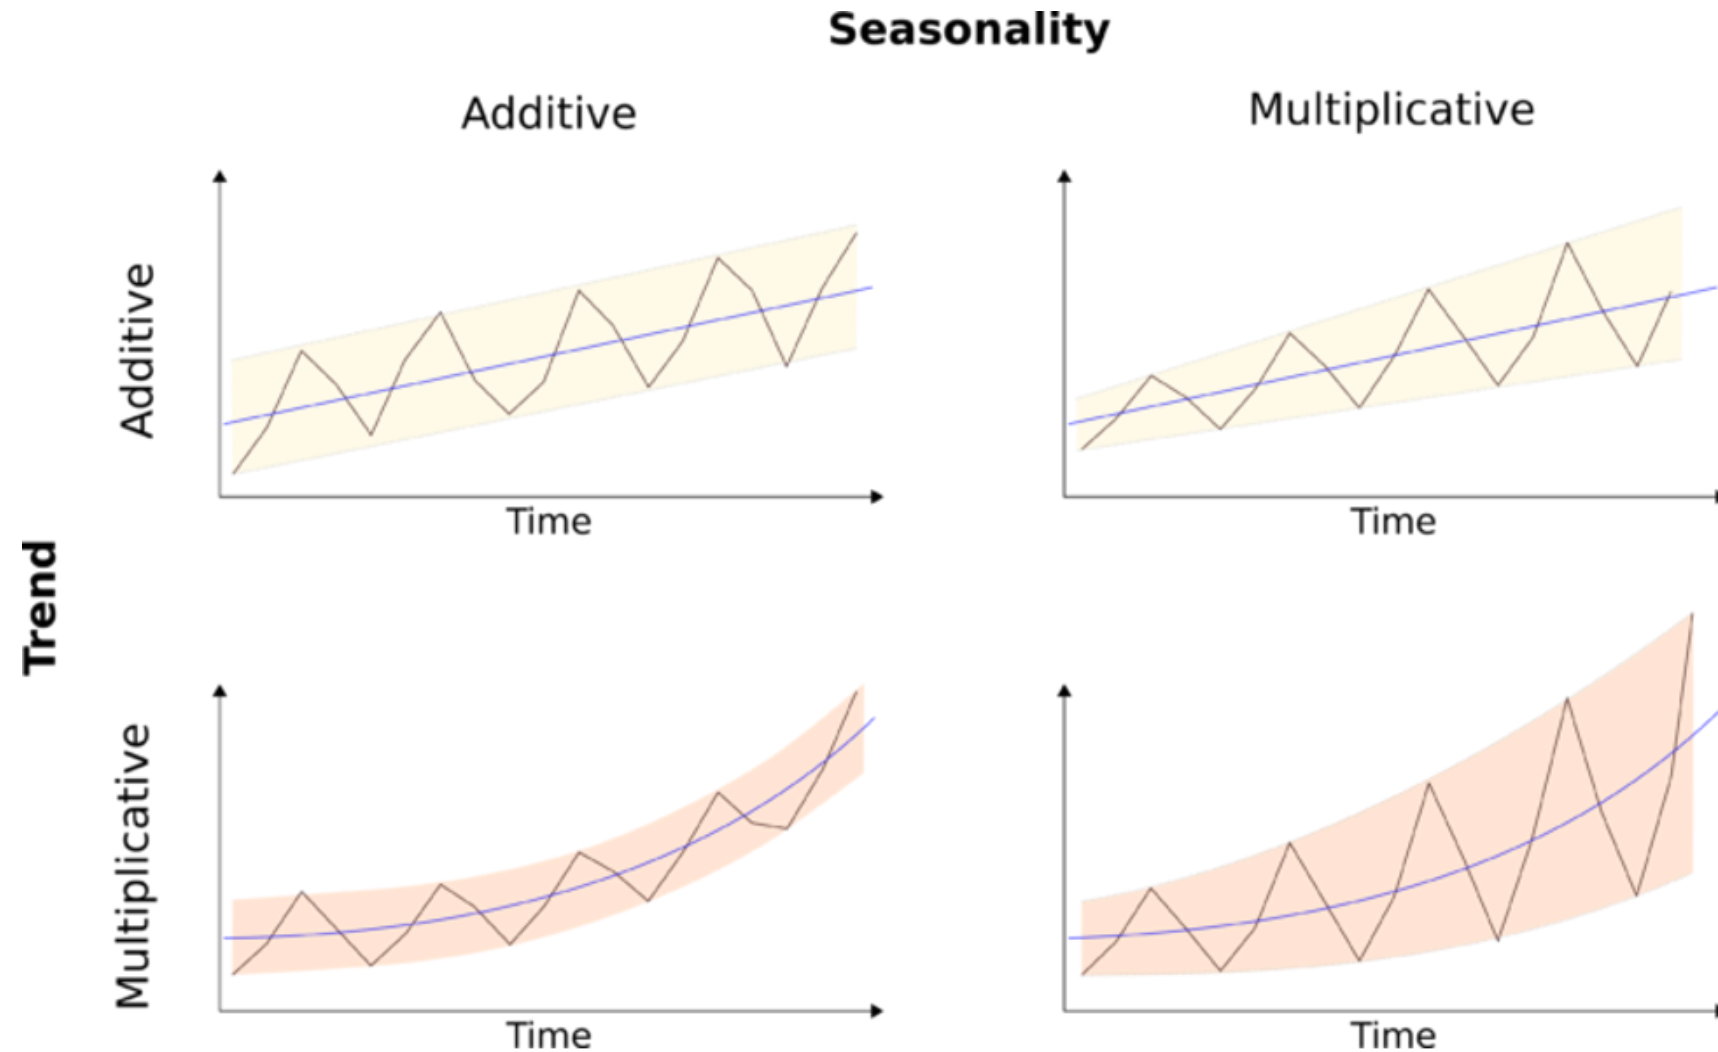 Seasonality
Additive
Multiplicative
Trend
Additive
Time
Time
Multiplicative
Time
Time